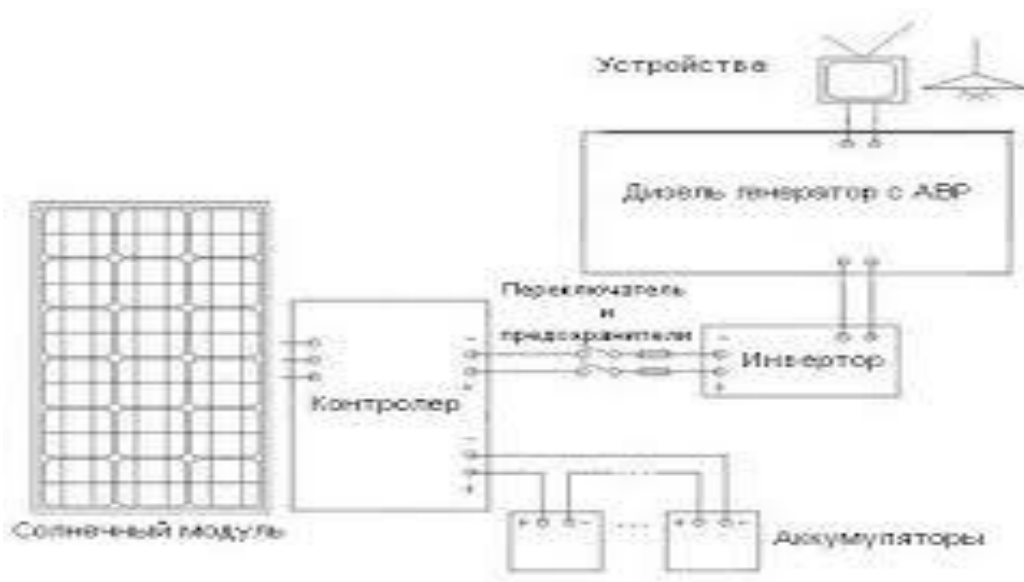 Устройства
Дизель генератор с АВР
Переключатель
и
предохранители
Инвертор
Контролер
Солнечный модуль
Аккумуляторы